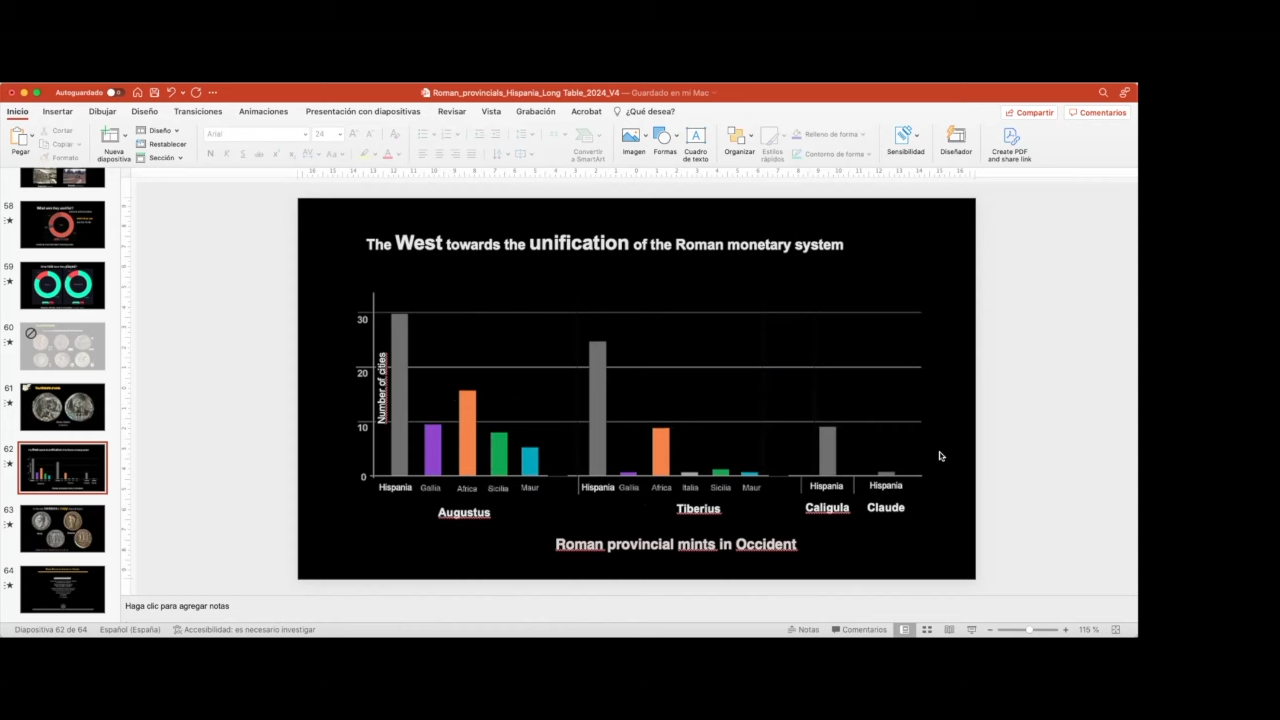 Autoguardado
Roman_provincials_Hispania_Long Table_2024_V4 — Guardado en mi Mac
Inicio Insertar Dibujar Diseño Transiciones Animaciones Presentación con diapositivas Revisar Vista Grabación Acrobat ¿Qué desea? Compartir Comentarios
Pegar
Cortar
Copiar
Formato
Nueva diapositiva
Diseño
Restablecer
Sección
Arial 24
Convertir a SmartArt
Imagen
Formas
Cuadro de texto
Organizar
Estilos rápidos
Relleno de forma
Contorno de forma
Sensibilidad
Diseñador
Create PDF and share link
58
59
60
61
62
63
64
The West towards the unification of the Roman monetary system
Number of cities
30
20
10
0
Hispania Gallia Africa Sicilia Maur
Augustus
Hispania Gallia Africa Italia Sicilia Maur
Tiberius
Hispania
Caligula
Hispania
Claude
Roman provincial mints in Occident
Haga clic para agregar notas
Diapositiva 62 de 64 Español (España) Accesibilidad: es necesario investigar Notas Comentarios 115 %